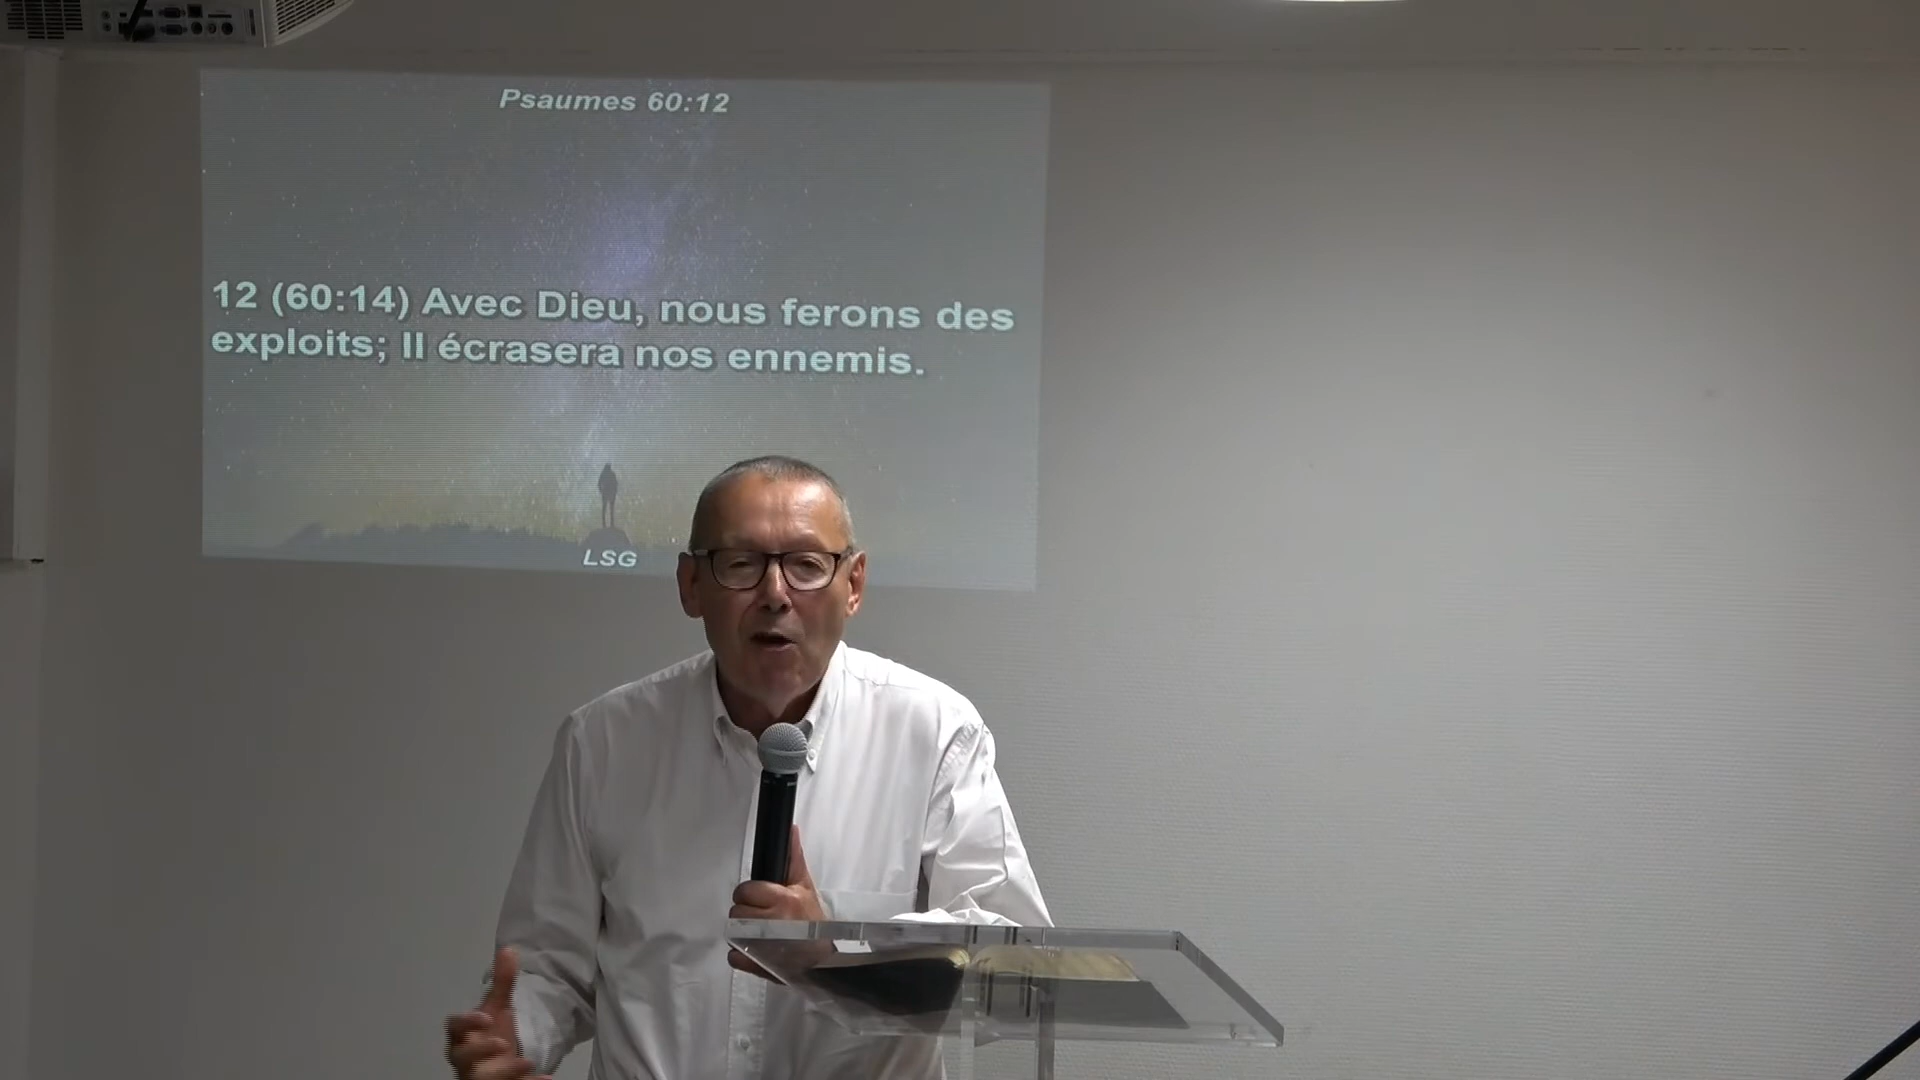 Psaumes 60:12
12 (60:14) Avec Dieu, nous ferons des
exploits; Il écrasera nos ennemis.
LSG